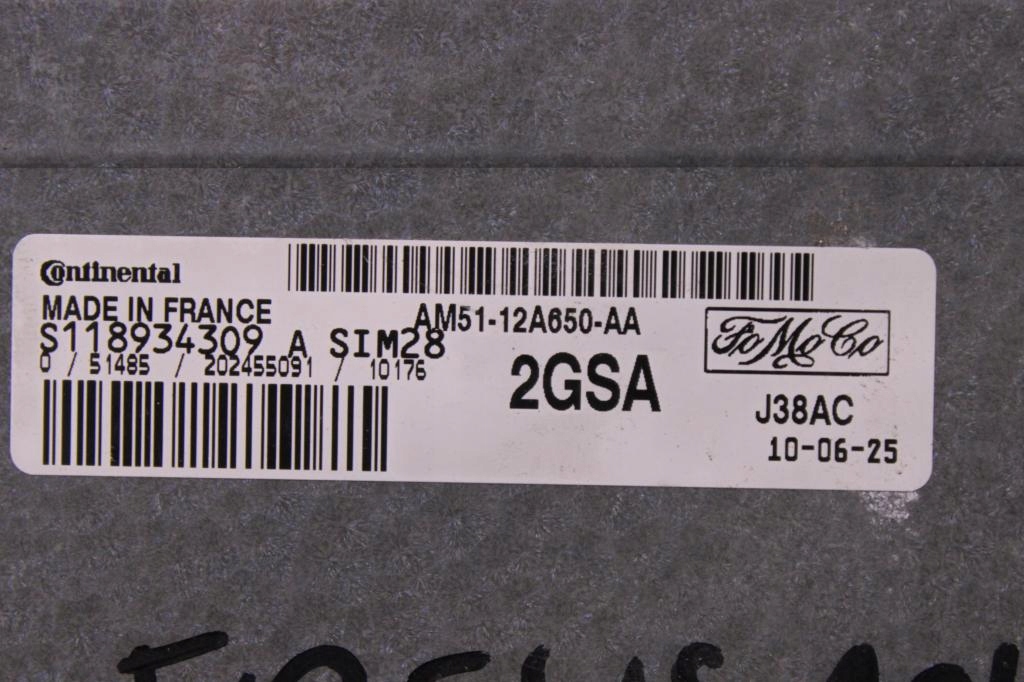 Continental
MADE IN FRANCE
AM51-12A650-AA
S118934309 A SIM28
0 / 51485 / 202455091 / 10176
2GSA
FoMoCo
J38AC
10-06-25